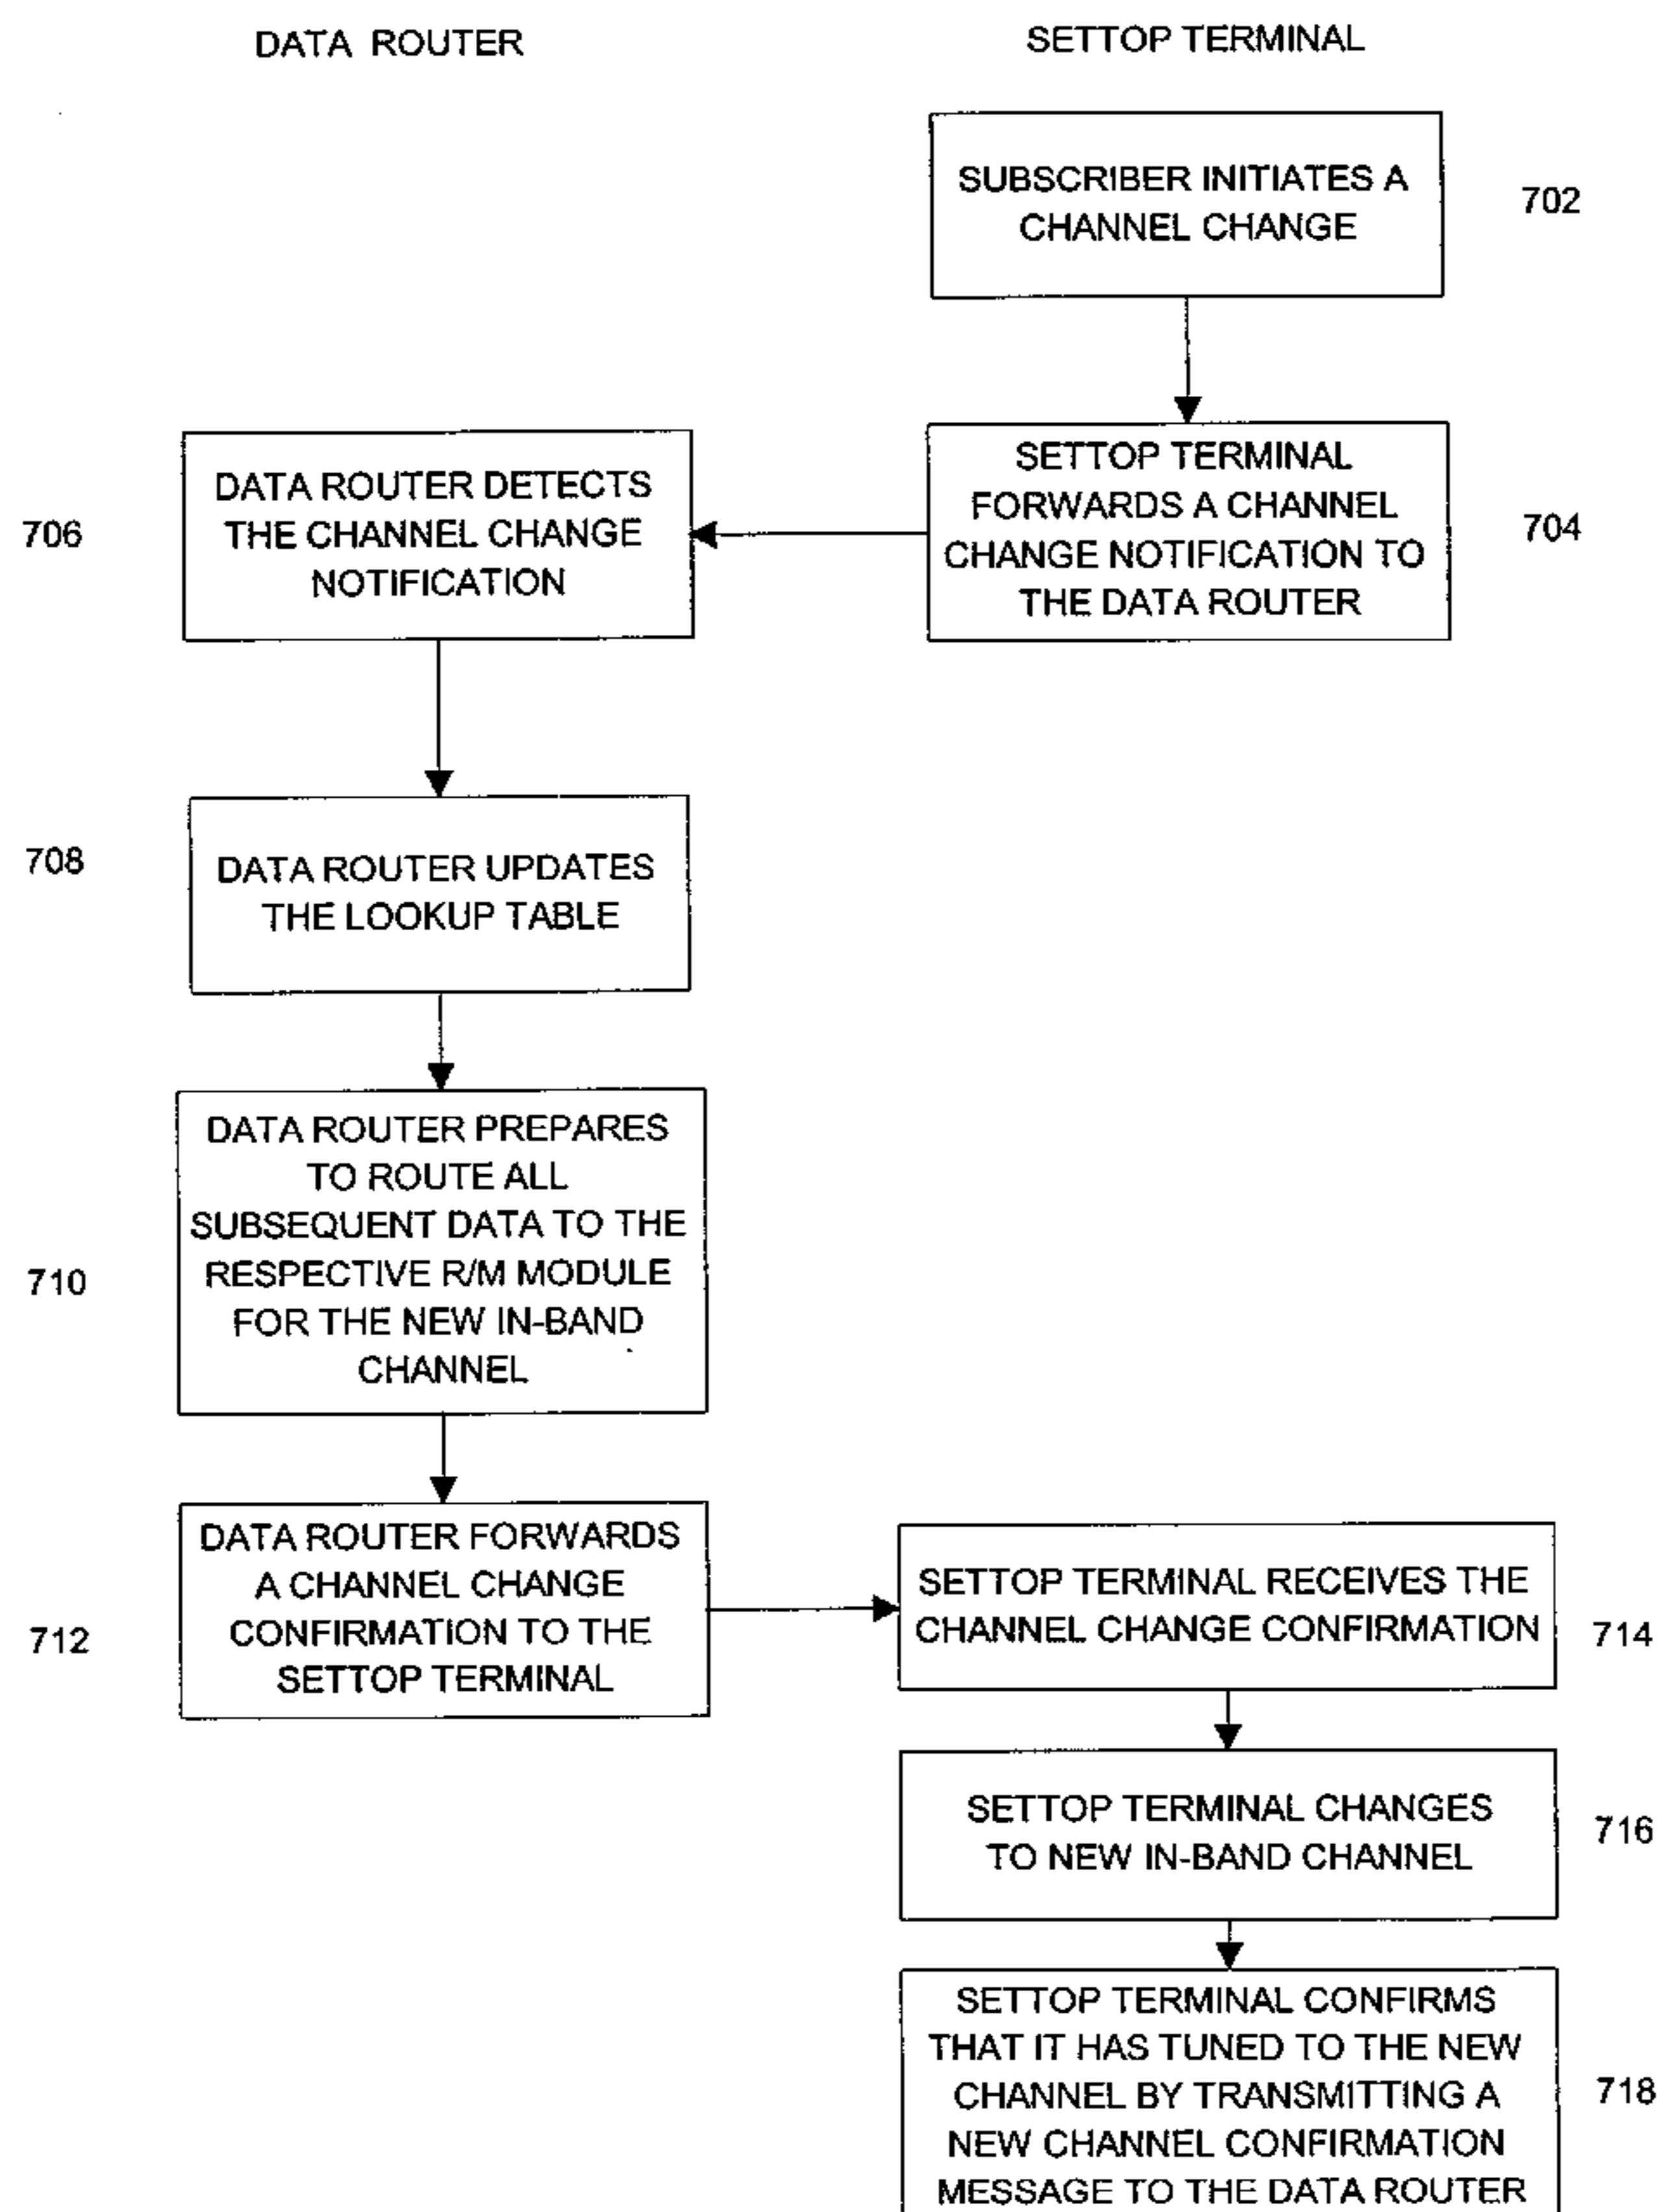 DATA ROUTER
SETTOP TERMINAL
SUBSCRIBER INITIATES A
CHANNEL CHANGE
702
SETTOP TERMINAL
FORWARDS A CHANNEL
CHANGE NOTIFICATION TO
THE DATA ROUTER
704
706
DATA ROUTER DETECTS
THE CHANNEL CHANGE
NOTIFICATION
708
DATA ROUTER UPDATES
THE LOOKUP TABLE
710
DATA ROUTER PREPARES
TO ROUTE ALL
SUBSEQUENT DATA TO THE
RESPECTIVE R/M MODULE
FOR THE NEW IN-BAND
CHANNEL
712
DATA ROUTER FORWARDS
A CHANNEL CHANGE
CONFIRMATION TO THE
SETTOP TERMINAL
SETTOP TERMINAL RECEIVES THE
CHANNEL CHANGE CONFIRMATION
714
SETTOP TERMINAL CHANGES
TO NEW IN-BAND CHANNEL
716
SETTOP TERMINAL CONFIRMS
THAT IT HAS TUNED TO THE NEW
CHANNEL BY TRANSMITTING A
NEW CHANNEL CONFIRMATION
MESSAGE TO THE DATA ROUTER
718